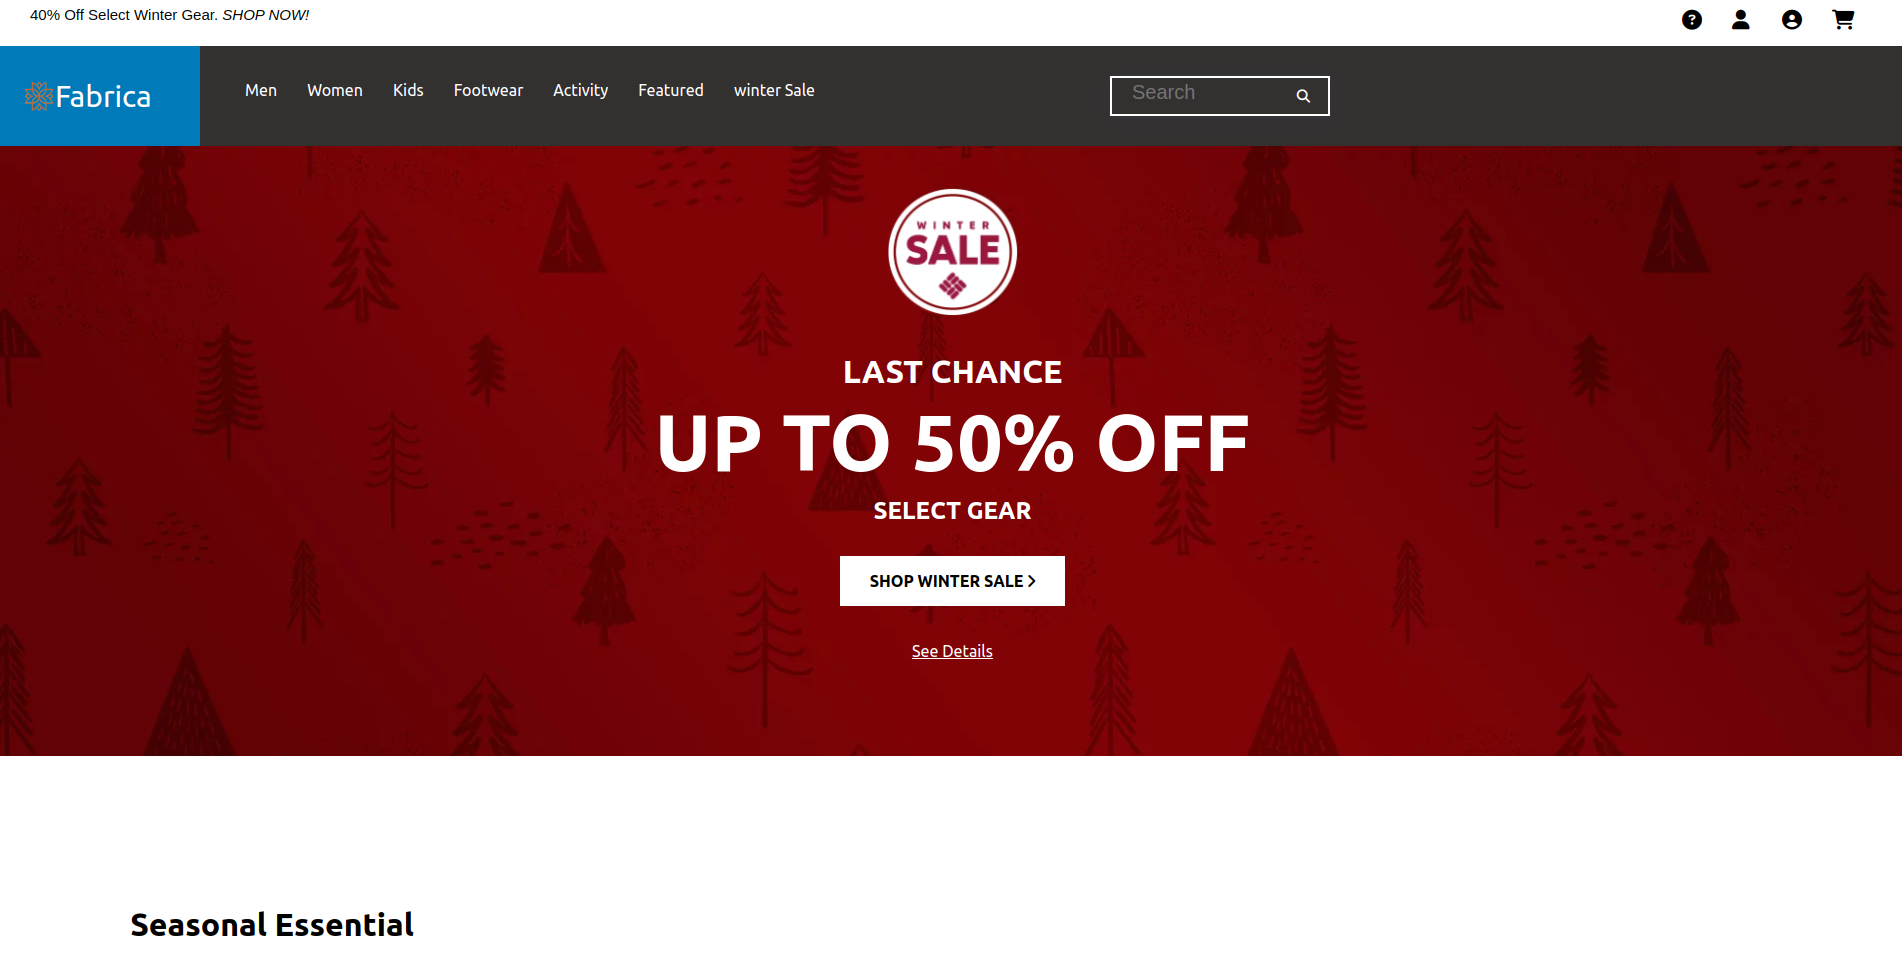 40% Off Select Winter Gear. SHOP NOW!
Fabrica
Men Women Kids Footwear Activity Featured winter Sale
Search
WINTER
SALE
LAST CHANCE
UP TO 50% OFF
SELECT GEAR
SHOP WINTER SALE
See Details
Seasonal Essential